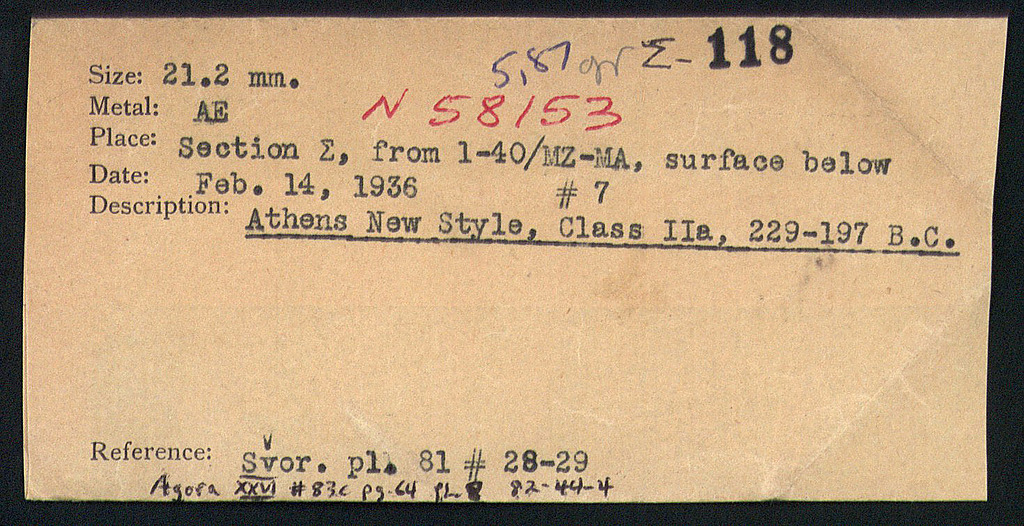 5,87 gr Σ- 118
Size: 21.2 mm.
Metal: AE N 58153
Place: Section Σ, from 1-40/MZ-MA, surface below
Date: Feb. 14, 1936 # 7
Description: Athens New Style, Class IIa, 229-197 B.C.
Reference: Svor. pl. 81 # 28-29
Agora XXVI #83c pg.64 pl. 8 82-44-4